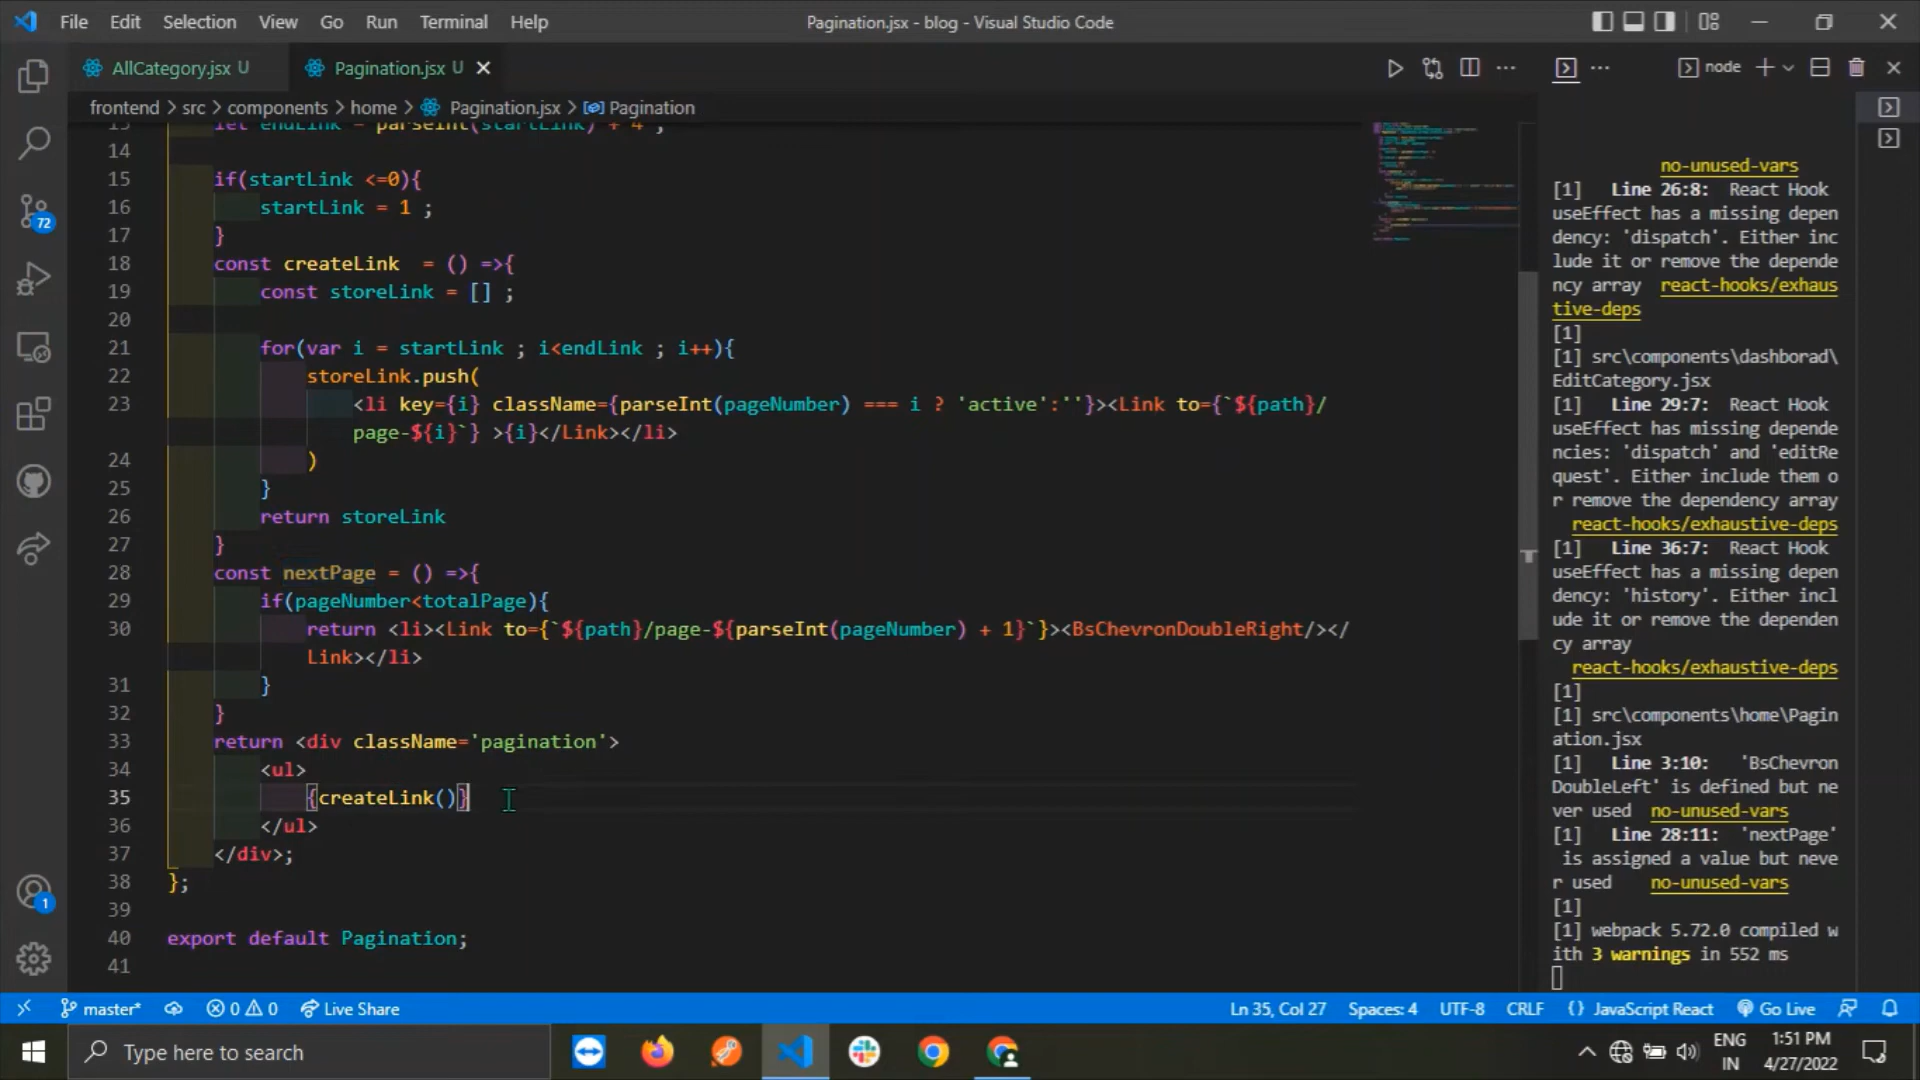 File Edit Selection View Go Run Terminal Help
Pagination.jsx - blog - Visual Studio Code
AllCategory.jsx U
Pagination.jsx U
node
frontend > src > components > home > Pagination.jsx > Pagination
13 let endLink = parseInt(startLink) + 4 ;
14
15 if(startLink <=0){
16 startLink = 1 ;
17 }
18 const createLink  = () =>{
19 const storeLink = [] ;
20
21 for(var i = startLink ; i<endLink ; i++){
22 storeLink.push(
23 <li key={i} className={parseInt(pageNumber) === i ? 'active':''}><Link to={`${path}/
page-${i}`} >{i}</Link></li>
24 )
25 }
26 return storeLink
27 }
28 const nextPage = () =>{
29 if(pageNumber<totalPage){
30 return <li><Link to={`${path}/page-${parseInt(pageNumber) + 1}`}><BsChevronDoubleRight/></
Link></li>
31 }
32 }
33 return <div className='pagination'>
34 <ul>
35 {createLink()}
36 </ul>
37 </div>;
38 };
39
40 export default Pagination;
41
no-unused-vars
[1] Line 26:8: React Hook
useEffect has a missing depen
dency: 'dispatch'. Either inc
lude it or remove the depende
ncy array react-hooks/exhaus
tive-deps
[1]
[1] src\components\dashborad\
EditCategory.jsx
[1] Line 29:7: React Hook
useEffect has missing depende
ncies: 'dispatch' and 'editRe
quest'. Either include them o
r remove the dependency array
react-hooks/exhaustive-deps
[1] Line 36:7: React Hook
useEffect has a missing depen
dency: 'history'. Either incl
ude it or remove the dependen
cy array
react-hooks/exhaustive-deps
[1]
[1] src\components\home\Pagin
ation.jsx
[1] Line 3:10: 'BsChevron
DoubleLeft' is defined but ne
ver used no-unused-vars
[1] Line 28:11: 'nextPage'
is assigned a value but neve
r used no-unused-vars
[1]
[1] webpack 5.72.0 compiled w
ith 3 warnings in 552 ms
72
1
master* 0 0 Live Share
Ln 35, Col 27 Spaces: 4 UTF-8 CRLF {} JavaScript React Go Live
Type here to search
ENG
IN
1:51 PM
4/27/2022